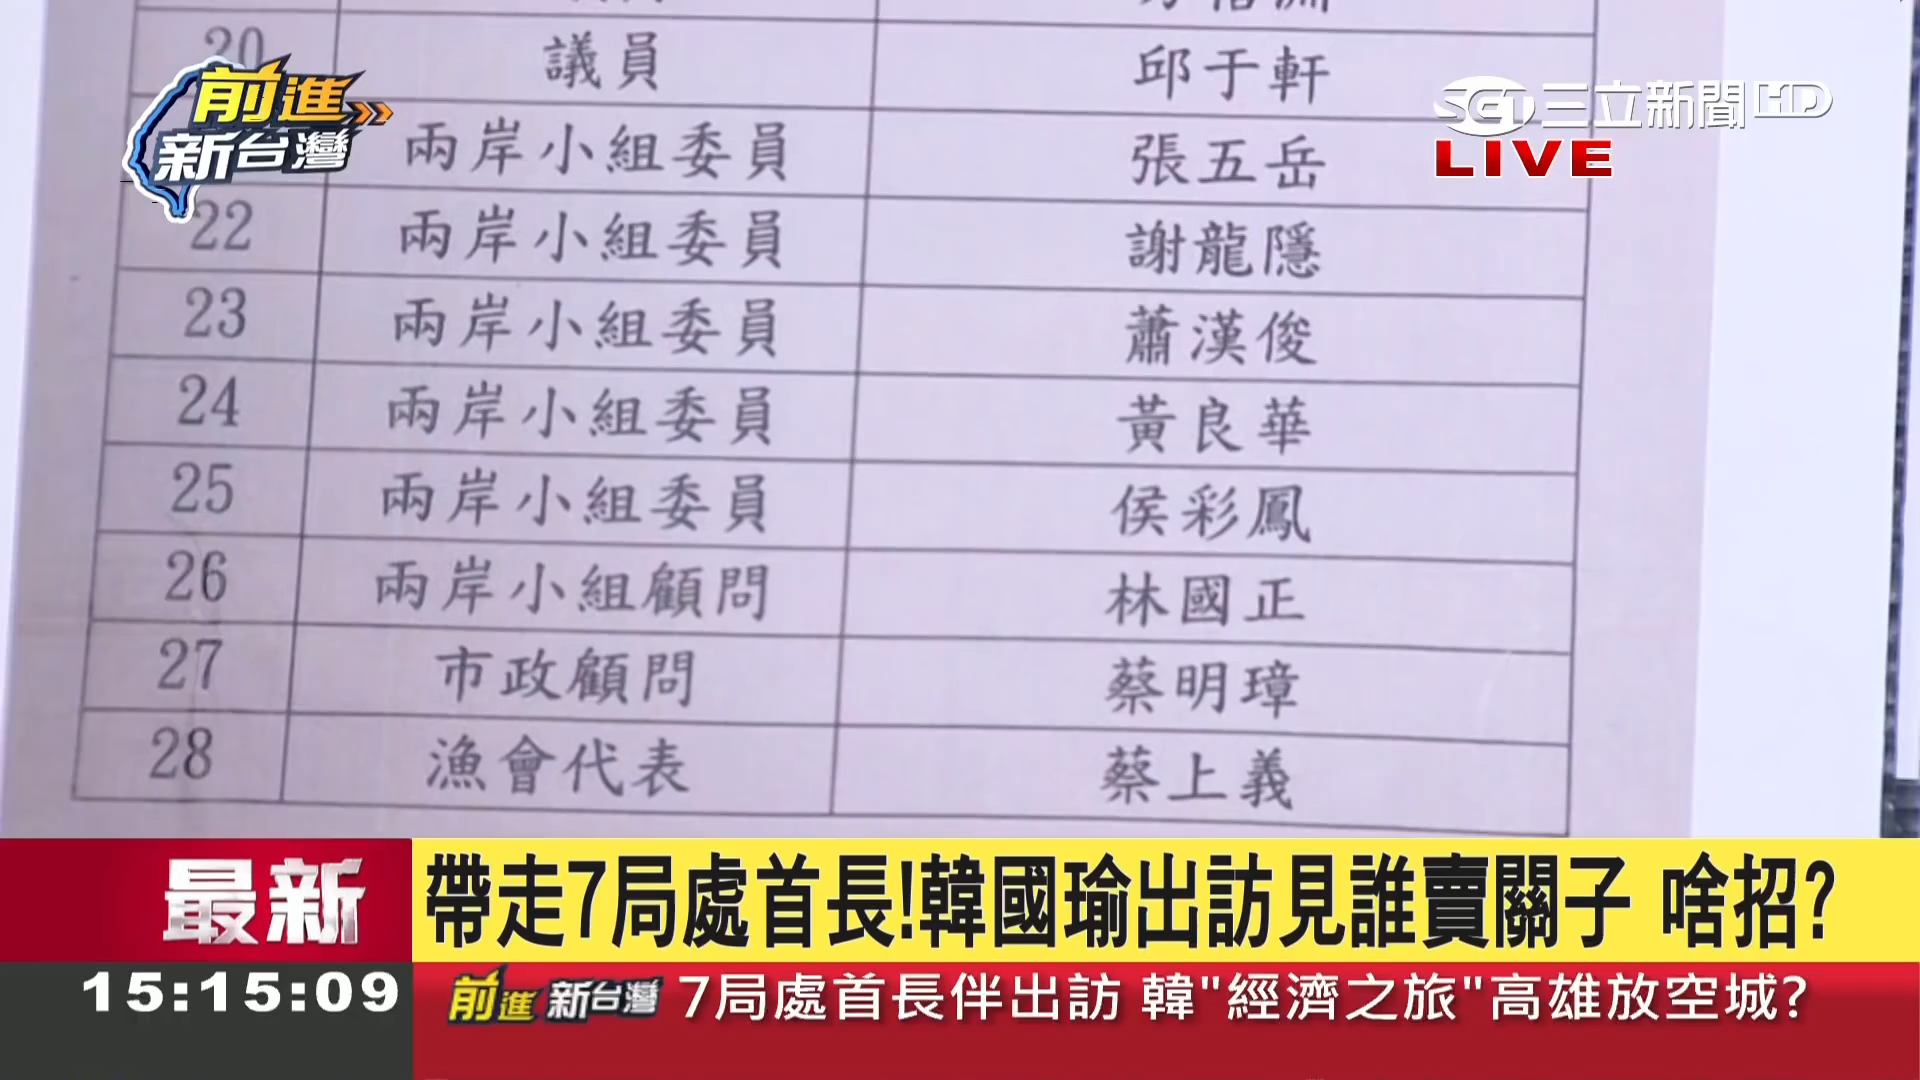 20 議員 邱于軒
兩岸小組委員 張五岳
22 兩岸小組委員 謝龍隱
23 兩岸小組委員 蕭漢俊
24 兩岸小組委員 黃良華
25 兩岸小組委員 侯彩鳳
26 兩岸小組顧問 林國正
27 市政顧問 蔡明璋
28 漁會代表 蔡上義
前進
新台灣
SET三立新聞HD
LIVE
最新
帶走7局處首長!韓國瑜出訪見誰賣關子 啥招?
15:15:09
前進新台灣 7局處首長伴出訪 韓"經濟之旅"高雄放空城?